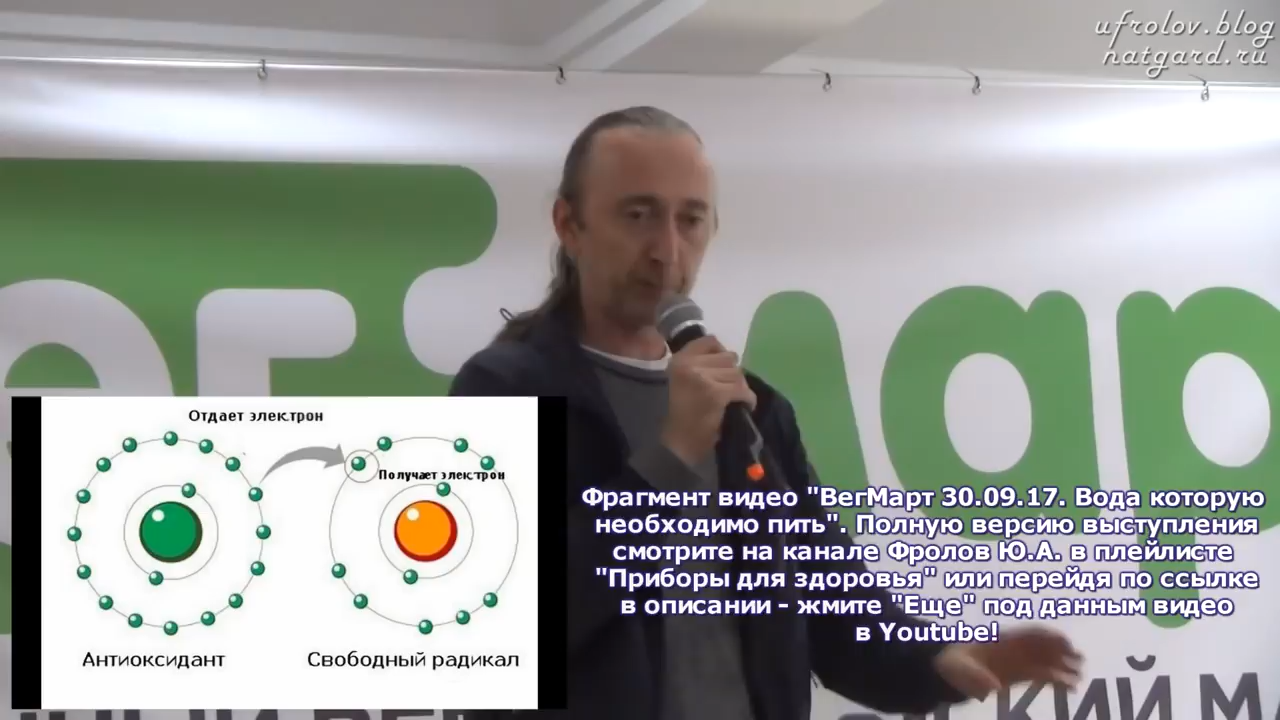 ufrolov.blog
natgard.ru
Отдает электрон
Получает электрон
Антиоксидант
Свободный радикал
Фрагмент видео "ВегМарт 30.09.17. Вода которую
необходимо пить". Полную версию выступления
смотрите на канале Фролов Ю.А. в плейлисте
"Приборы для здоровья" или перейдя по ссылке
в описании - жмите "Еще" под данным видео
в Youtube!